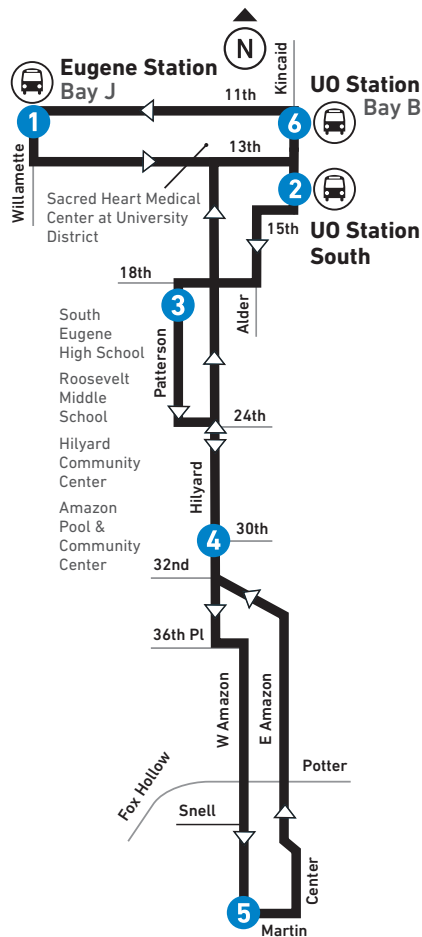 N
Kincaid
Eugene Station
Bay J
1
11th
UO Station
Bay B
6
13th
Willamette
Sacred Heart Medical
Center at University
District
2
15th
UO Station
South
18th
3
Alder
Patterson
South
Eugene
High School
Roosevelt
Middle
School
24th
Hilyard
Community
Center
Hilyard
Amazon
Pool &
Community
Center
30th
4
32nd
36th Pl
W Amazon
E Amazon
Potter
Fox Hollow
Snell
Center
5
Martin